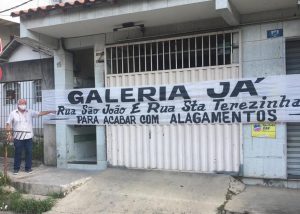 GALERIA JÁ
Rua São João E Rua Sta Terezinha
PARA ACABAR COM ALAGAMENTOS